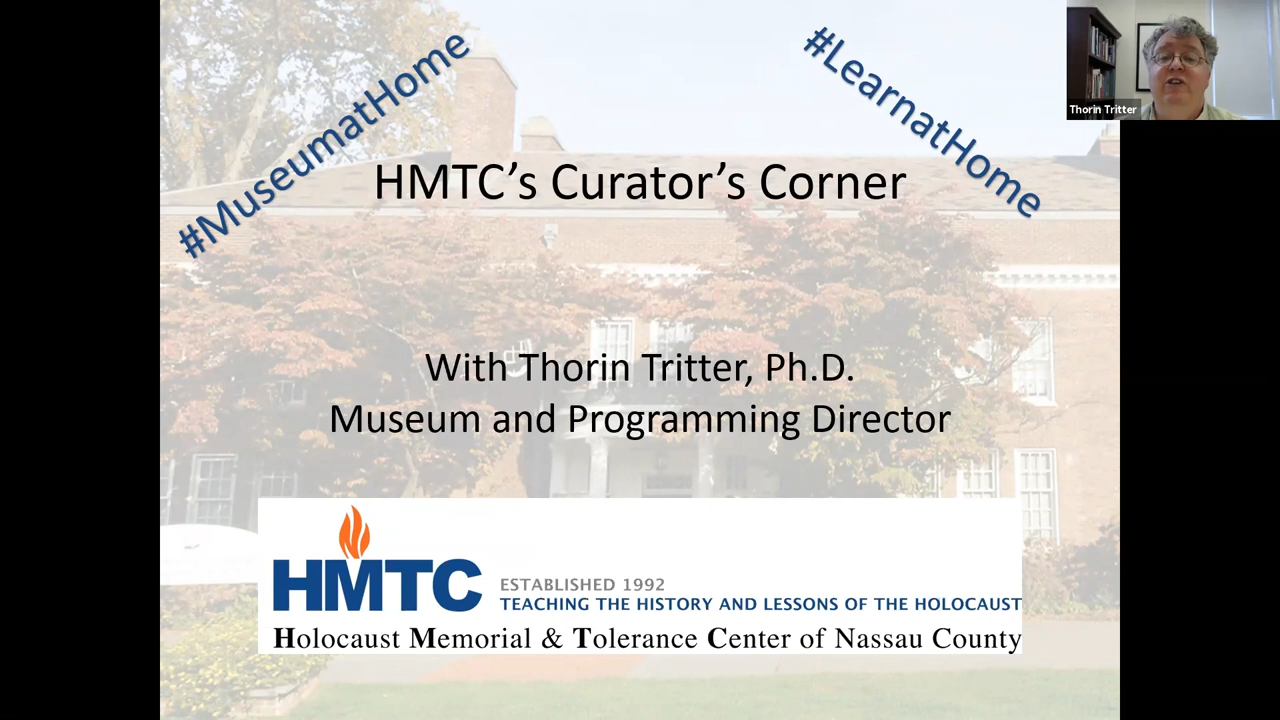 #MuseumatHome
#LearnatHome
Thorin Tritter
HMTC’s Curator’s Corner
With Thorin Tritter, Ph.D.
Museum and Programming Director
HMTC
ESTABLISHED 1992
TEACHING THE HISTORY AND LESSONS OF THE HOLOCAUST
Holocaust Memorial & Tolerance Center of Nassau County